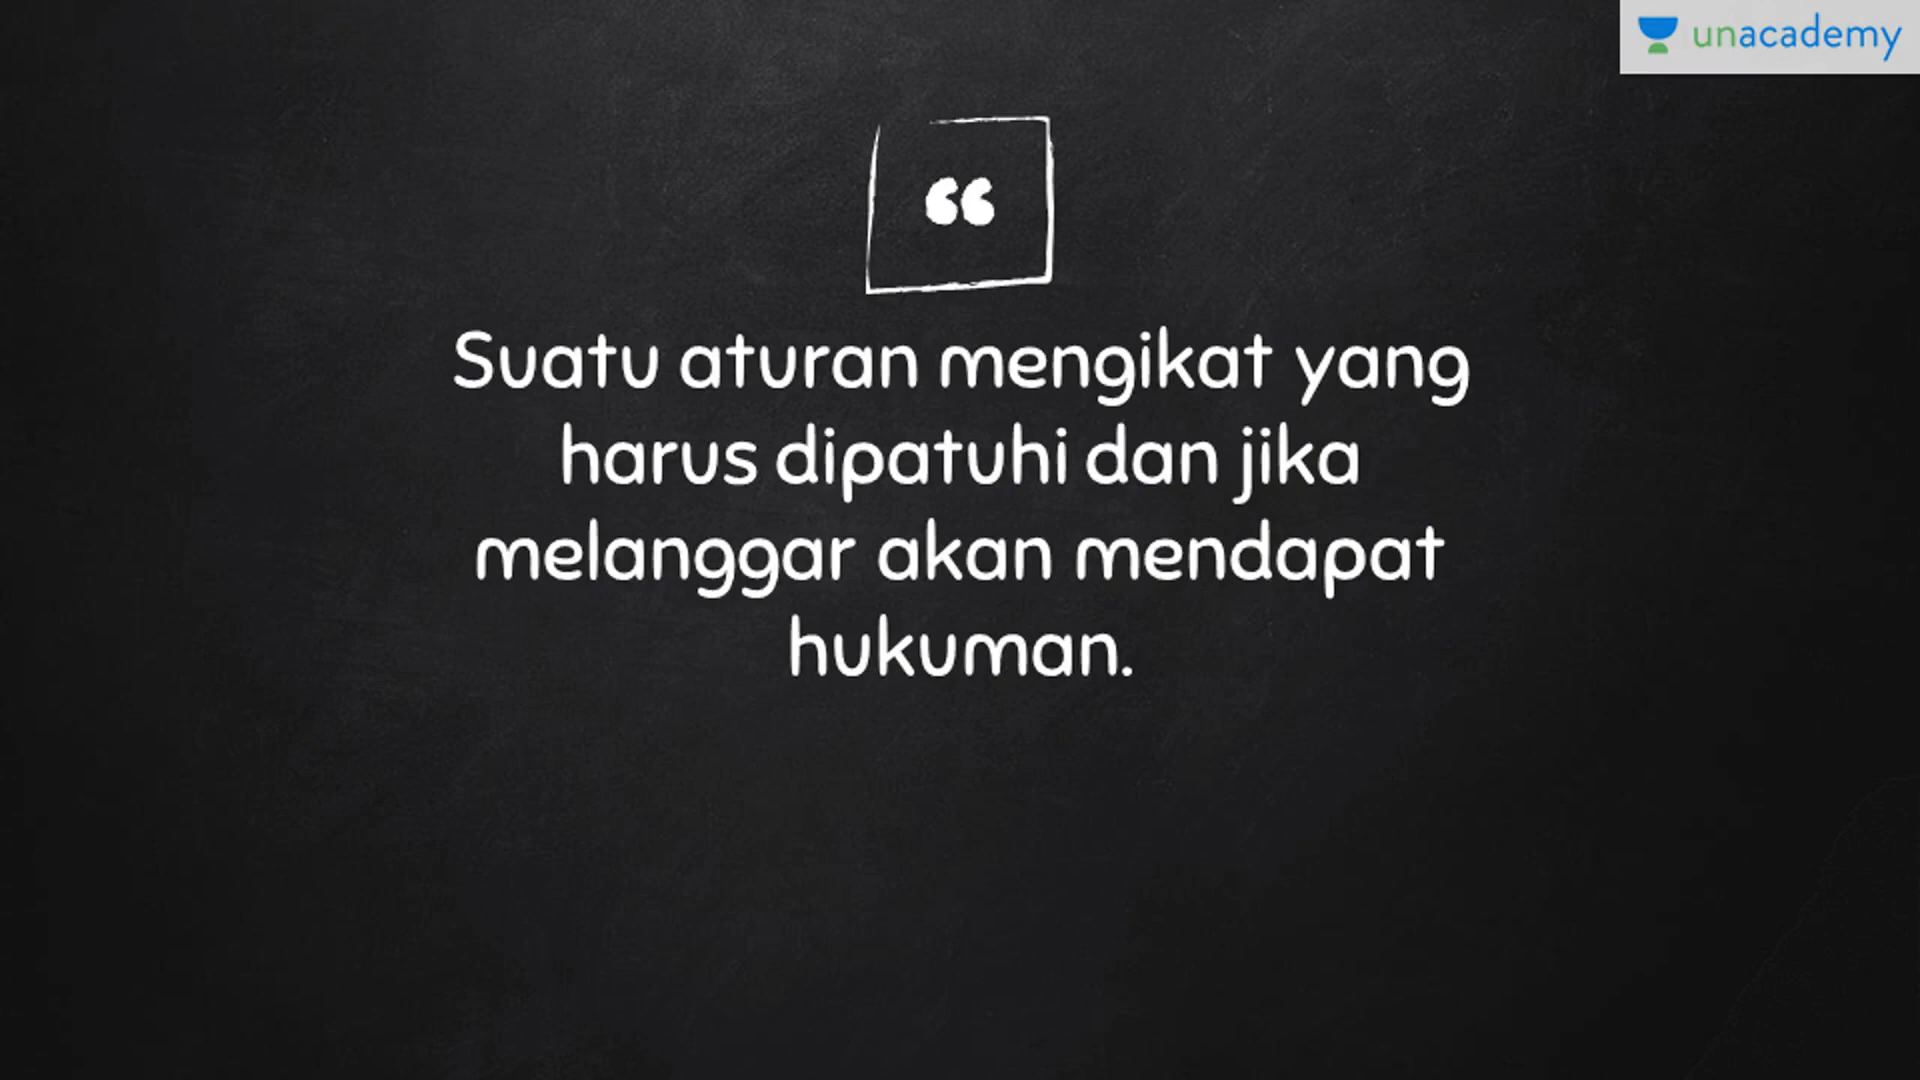 unacademy
“
Suatu aturan mengikat yang
harus dipatuhi dan jika
melanggar akan mendapat
hukuman.